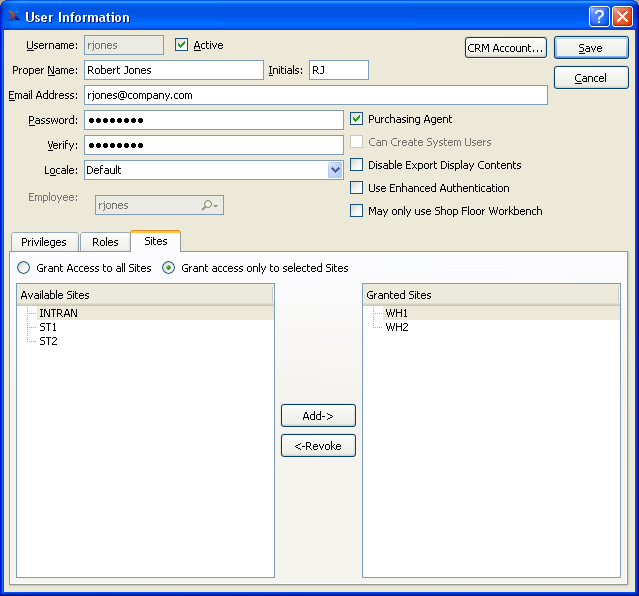 User Information
Username: rjones Active CRM Account... Save
Proper Name: Robert Jones Initials: RJ Cancel
Email Address: rjones@company.com
Password: ●●●●●●●● Purchasing Agent
Verify: ●●●●●●●● Can Create System Users
Locale: Default Disable Export Display Contents
Use Enhanced Authentication
Employee: rjones May only use Shop Floor Workbench
Privileges Roles Sites
Grant Access to all Sites Grant access only to selected Sites
Available Sites Granted Sites
INTRAN WH1
ST1 WH2
ST2
Add->
<-Revoke